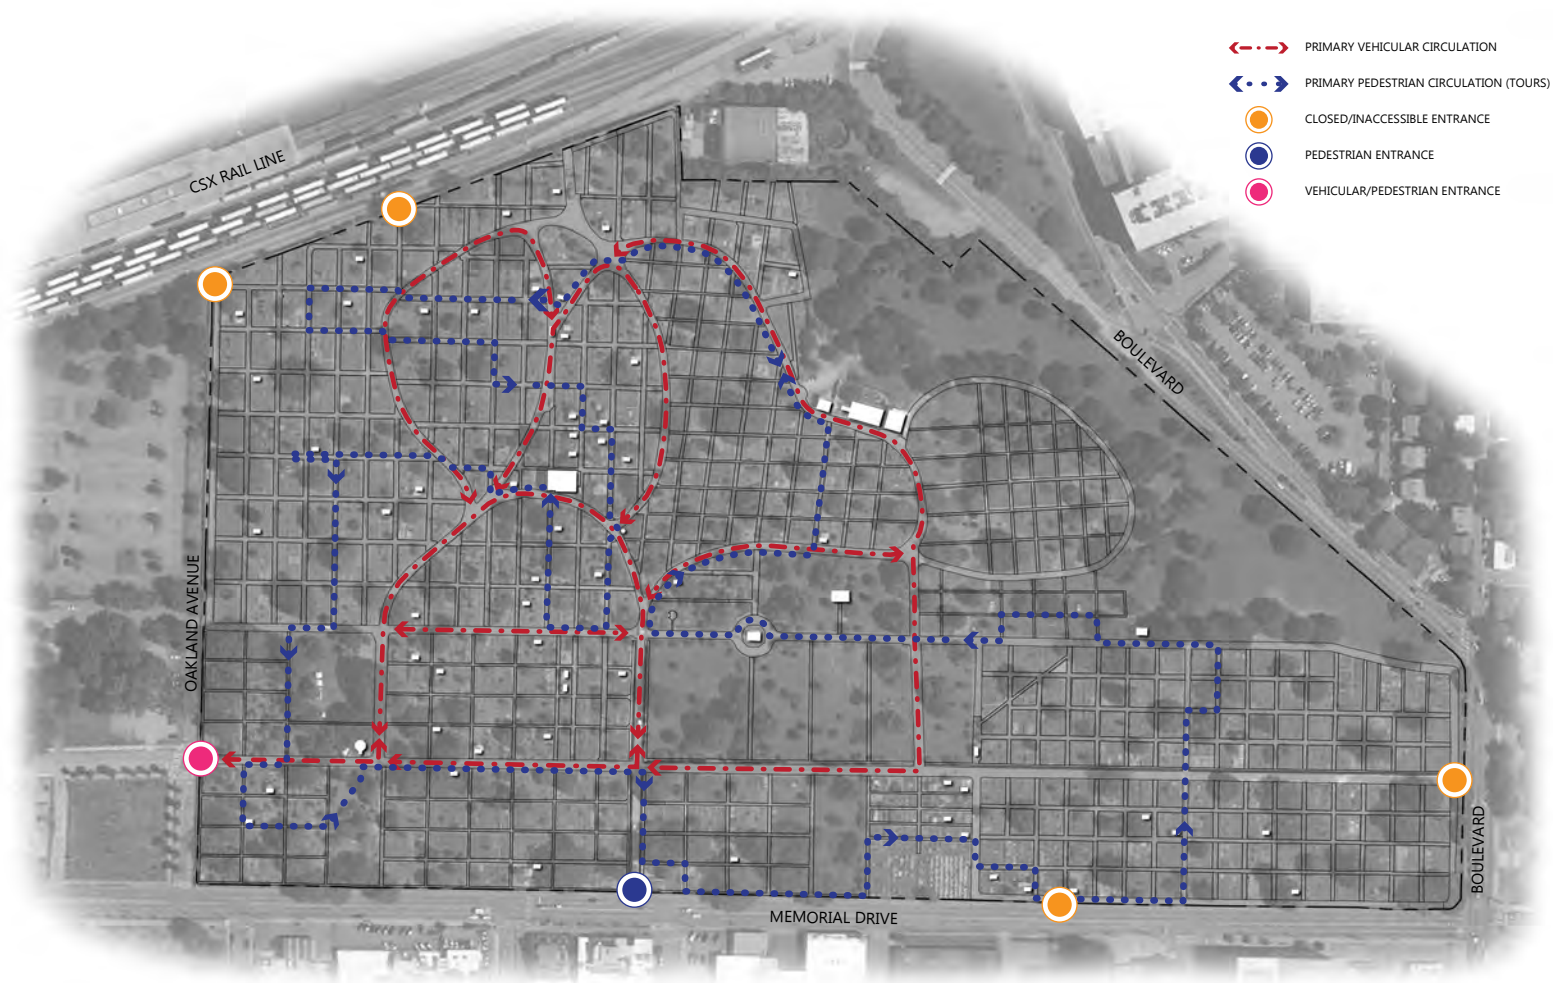 PRIMARY VEHICULAR CIRCULATION
PRIMARY PEDESTRIAN CIRCULATION (TOURS)
CLOSED/INACCESSIBLE ENTRANCE
PEDESTRIAN ENTRANCE
VEHICULAR/PEDESTRIAN ENTRANCE
CSX RAIL LINE
BOULEVARD
OAKLAND AVENUE
BOULEVARD
MEMORIAL DRIVE